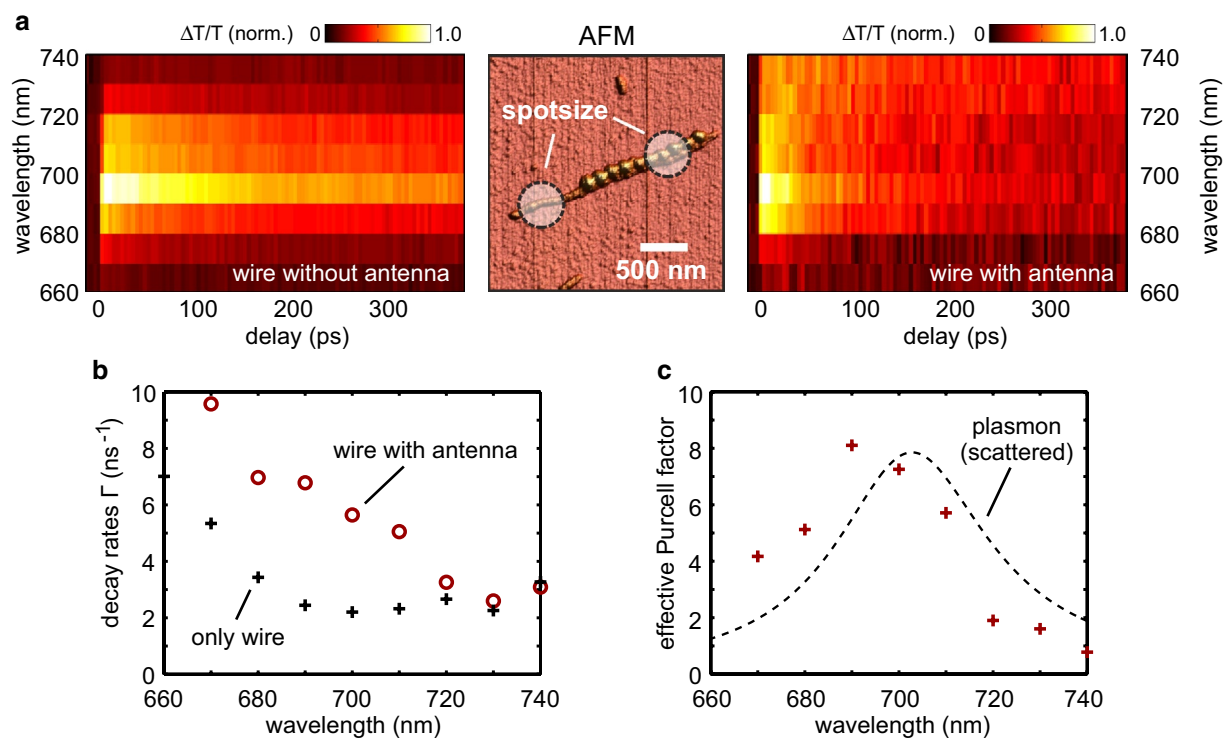 a
ΔT/T (norm.) 0 1.0
AFM
ΔT/T (norm.) 0 1.0
wavelength (nm)
740
720
700
680
660
wire without antenna
0 100 200 300
delay (ps)
spotsize
500 nm
wire with antenna
740
720
700
680
660
wavelength (nm)
0 100 200 300
delay (ps)
b
decay rates Γ (ns⁻¹)
10
8
6
4
2
0
wire with antenna
only wire
660 680 700 720 740
wavelength (nm)
c
effective Purcell factor
10
8
6
4
2
0
plasmon
(scattered)
660 680 700 720 740
wavelength (nm)